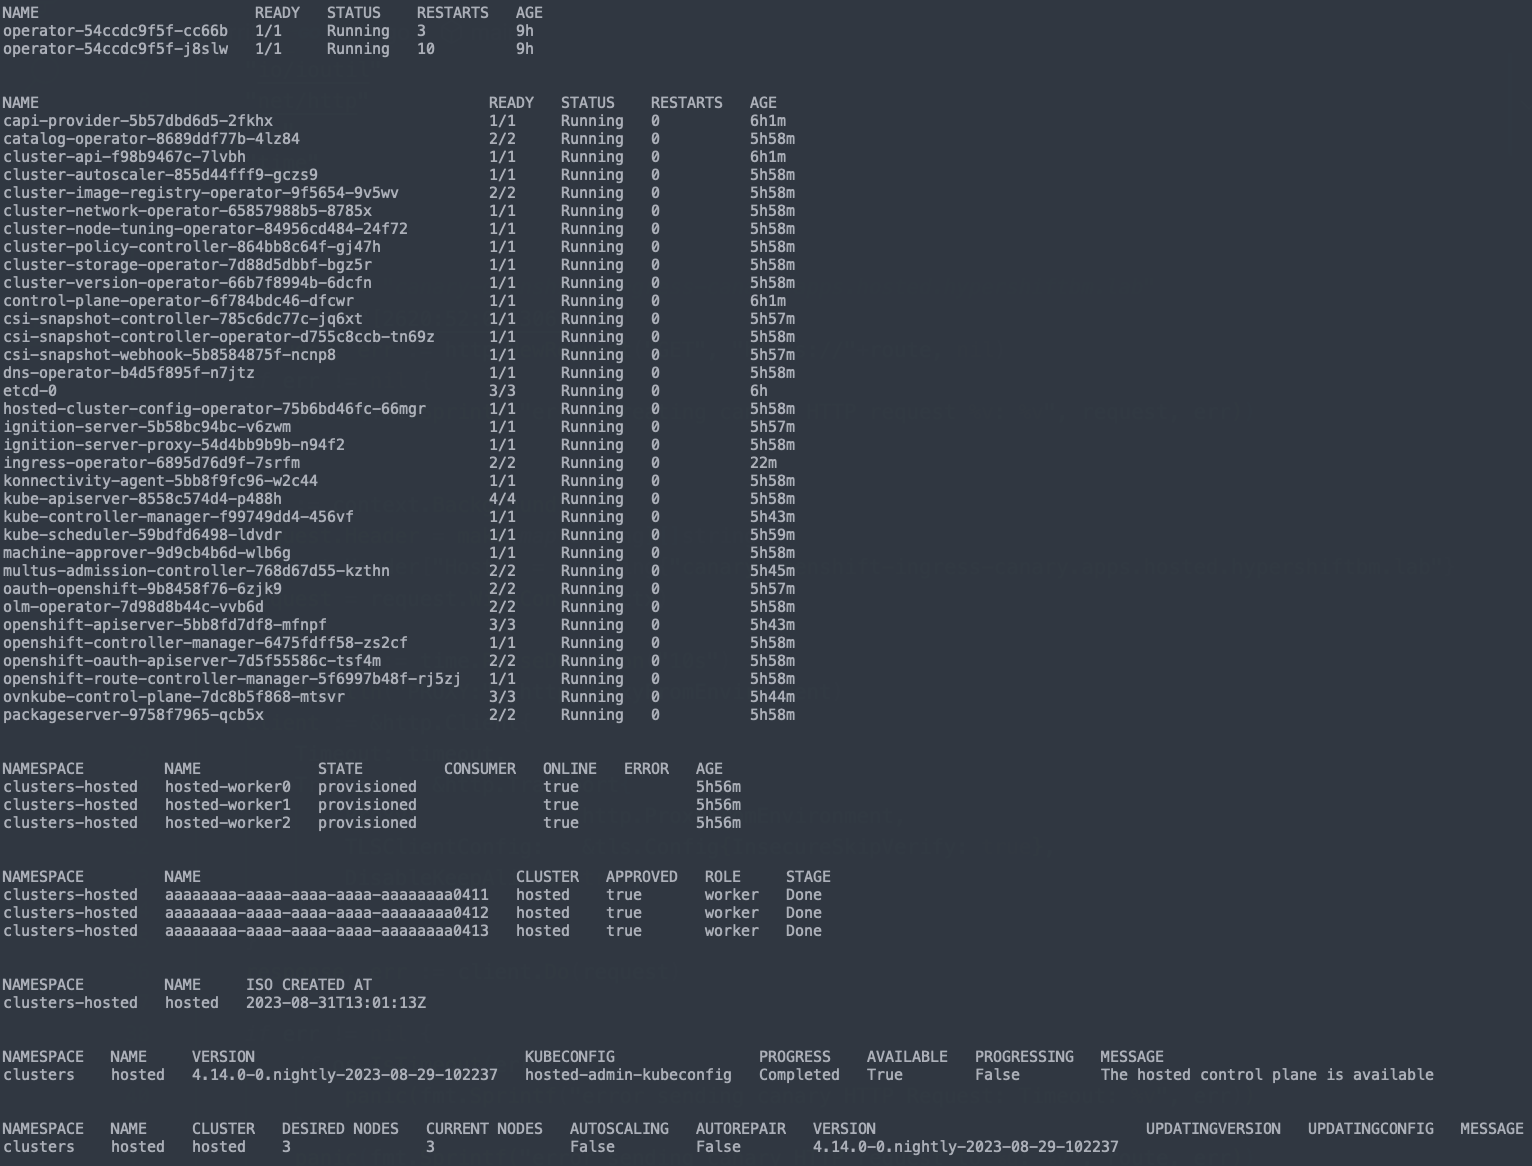 NAME READY STATUS RESTARTS AGE
operator-54ccdc9f5f-cc66b 1/1 Running 3 9h
operator-54ccdc9f5f-j8slw 1/1 Running 10 9h
NAME READY STATUS RESTARTS AGE
capi-provider-5b57dbd6d5-2fkhx 1/1 Running 0 6h1m
catalog-operator-8689ddf77b-4lz84 2/2 Running 0 5h58m
cluster-api-f98b9467c-7lvbh 1/1 Running 0 6h1m
cluster-autoscaler-855d44fff9-gczs9 1/1 Running 0 5h58m
cluster-image-registry-operator-9f5654-9v5wv 2/2 Running 0 5h58m
cluster-network-operator-65857988b5-8785x 1/1 Running 0 5h58m
cluster-node-tuning-operator-84956cd484-24f72 1/1 Running 0 5h58m
cluster-policy-controller-864bb8c64f-gj47h 1/1 Running 0 5h58m
cluster-storage-operator-7d88d5dbbf-bgz5r 1/1 Running 0 5h58m
cluster-version-operator-66b7f8994b-6dcfn 1/1 Running 0 5h58m
control-plane-operator-6f784bdc46-dfcwr 1/1 Running 0 6h1m
csi-snapshot-controller-785c6dc77c-jq6xt 1/1 Running 0 5h57m
csi-snapshot-controller-operator-d755c8ccb-tn69z 1/1 Running 0 5h58m
csi-snapshot-webhook-5b8584875f-ncnp8 1/1 Running 0 5h57m
dns-operator-b4d5f895f-n7jtz 1/1 Running 0 5h58m
etcd-0 3/3 Running 0 6h
hosted-cluster-config-operator-75b6bd46fc-66mgr 1/1 Running 0 5h58m
ignition-server-5b58bc94bc-v6zwm 1/1 Running 0 5h57m
ignition-server-proxy-54d4bb9b9b-n94f2 1/1 Running 0 5h58m
ingress-operator-6895d76d9f-7srfm 2/2 Running 0 22m
konnectivity-agent-5bb8f9fc96-w2c44 1/1 Running 0 5h58m
kube-apiserver-8558c574d4-p488h 4/4 Running 0 5h58m
kube-controller-manager-f99749dd4-456vf 1/1 Running 0 5h43m
kube-scheduler-59bdfd6498-ldvdr 1/1 Running 0 5h59m
machine-approver-9d9cb4b6d-wlb6g 1/1 Running 0 5h58m
multus-admission-controller-768d67d55-kzthn 2/2 Running 0 5h45m
oauth-openshift-9b8458f76-6zjk9 2/2 Running 0 5h57m
olm-operator-7d98d8b44c-vvb6d 2/2 Running 0 5h58m
openshift-apiserver-5bb8fd7df8-mfnpf 3/3 Running 0 5h43m
openshift-controller-manager-6475fdff58-zs2cf 1/1 Running 0 5h58m
openshift-oauth-apiserver-7d5f55586c-tsf4m 2/2 Running 0 5h58m
openshift-route-controller-manager-5f6997b48f-rj5zj 1/1 Running 0 5h58m
ovnkube-control-plane-7dc8b5f868-mtsvr 3/3 Running 0 5h44m
packageserver-9758f7965-qcb5x 2/2 Running 0 5h58m
NAMESPACE NAME STATE CONSUMER ONLINE ERROR AGE
clusters-hosted hosted-worker0 provisioned true 5h56m
clusters-hosted hosted-worker1 provisioned true 5h56m
clusters-hosted hosted-worker2 provisioned true 5h56m
NAMESPACE NAME CLUSTER APPROVED ROLE STAGE
clusters-hosted aaaaaaaa-aaaa-aaaa-aaaa-aaaaaaaa0411 hosted true worker Done
clusters-hosted aaaaaaaa-aaaa-aaaa-aaaa-aaaaaaaa0412 hosted true worker Done
clusters-hosted aaaaaaaa-aaaa-aaaa-aaaa-aaaaaaaa0413 hosted true worker Done
NAMESPACE NAME ISO CREATED AT
clusters-hosted hosted 2023-08-31T13:01:13Z
NAMESPACE NAME VERSION KUBECONFIG PROGRESS AVAILABLE PROGRESSING MESSAGE
clusters hosted 4.14.0-0.nightly-2023-08-29-102237 hosted-admin-kubeconfig Completed True False The hosted control plane is available
NAMESPACE NAME CLUSTER DESIRED NODES CURRENT NODES AUTOSCALING AUTOREPAIR VERSION UPDATINGVERSION UPDATINGCONFIG MESSAGE
clusters hosted hosted 3 3 False False 4.14.0-0.nightly-2023-08-29-102237